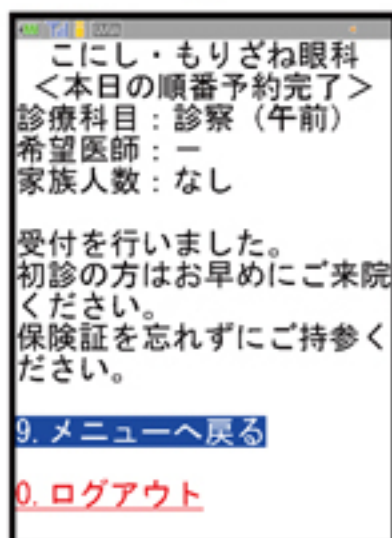 こにし・もりざね眼科
＜本日の順番予約完了＞
診療科目：診察（午前）
希望医師：－
家族人数：なし
受付を行いました。
初診の方はお早めにご来院
ください。
保険証を忘れずにご持参く
ださい。
9.メニューへ戻る
0.ログアウト